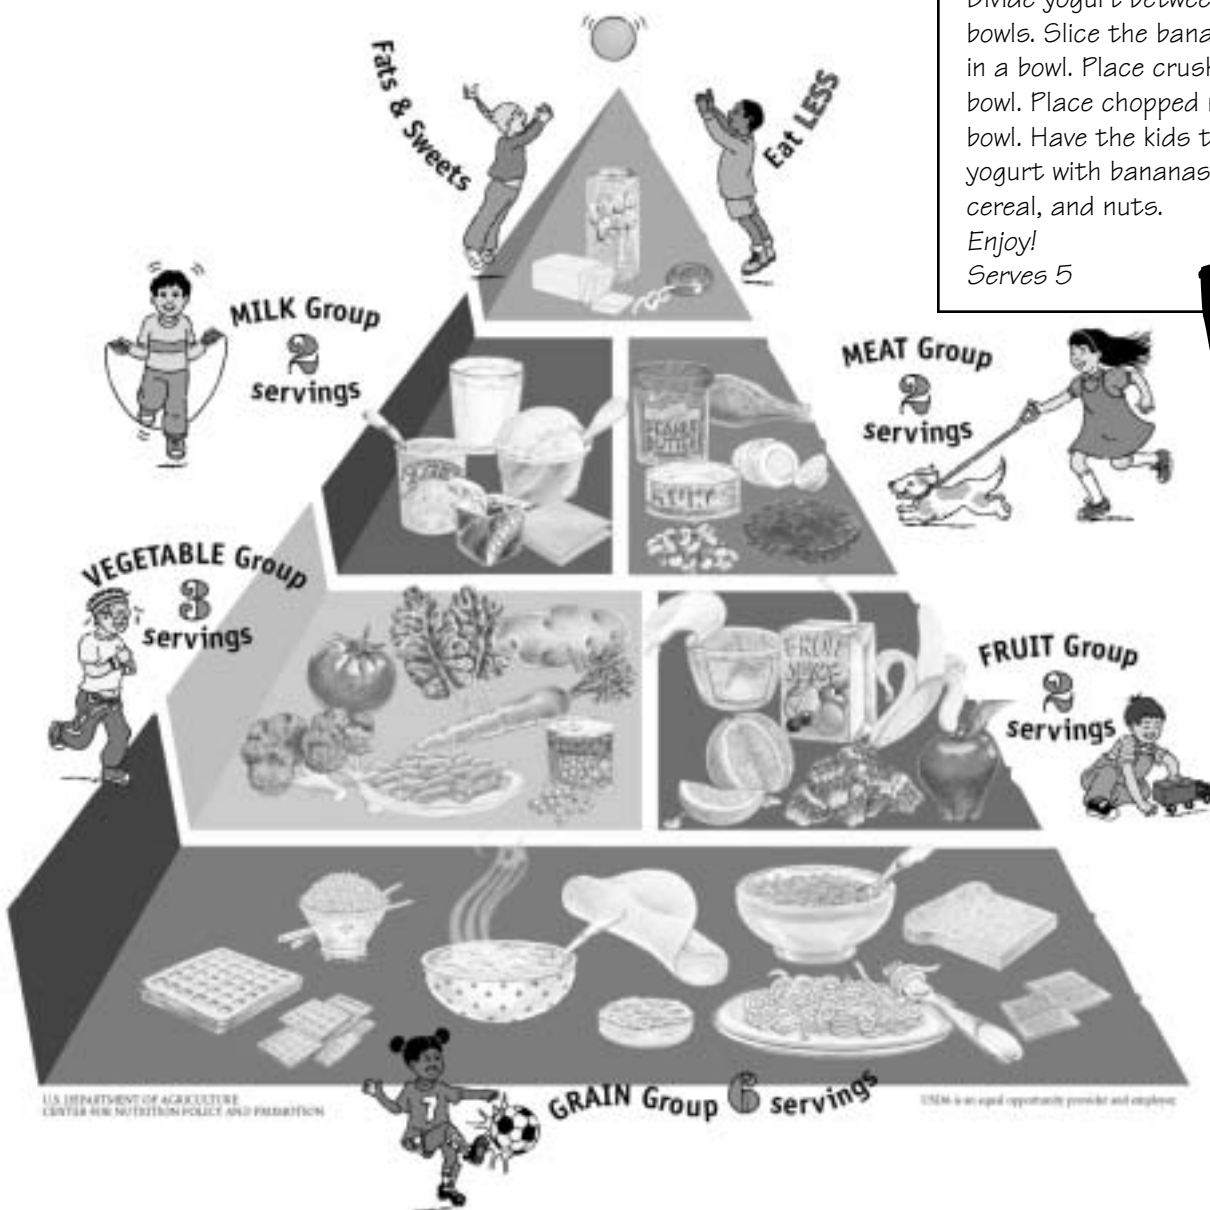 Divide yogurt between
bowls. Slice the bana
in a bowl. Place crush
bowl. Place chopped
bowl. Have the kids t
yogurt with bananas
cereal, and nuts.
Enjoy!
Serves 5
Fats & Sweets
Eat LESS
MILK Group
2
servings
MEAT Group
2
servings
PEANUT
BUTTER
VEGETABLE Group
3
servings
FRUIT
JUICE
FRUIT Group
2
servings
7
GRAIN Group 6 servings
U.S. DEPARTMENT OF AGRICULTURE
CENTER FOR NUTRITION POLICY AND PROMOTION
USDA is an equal opportunity provider and employer.